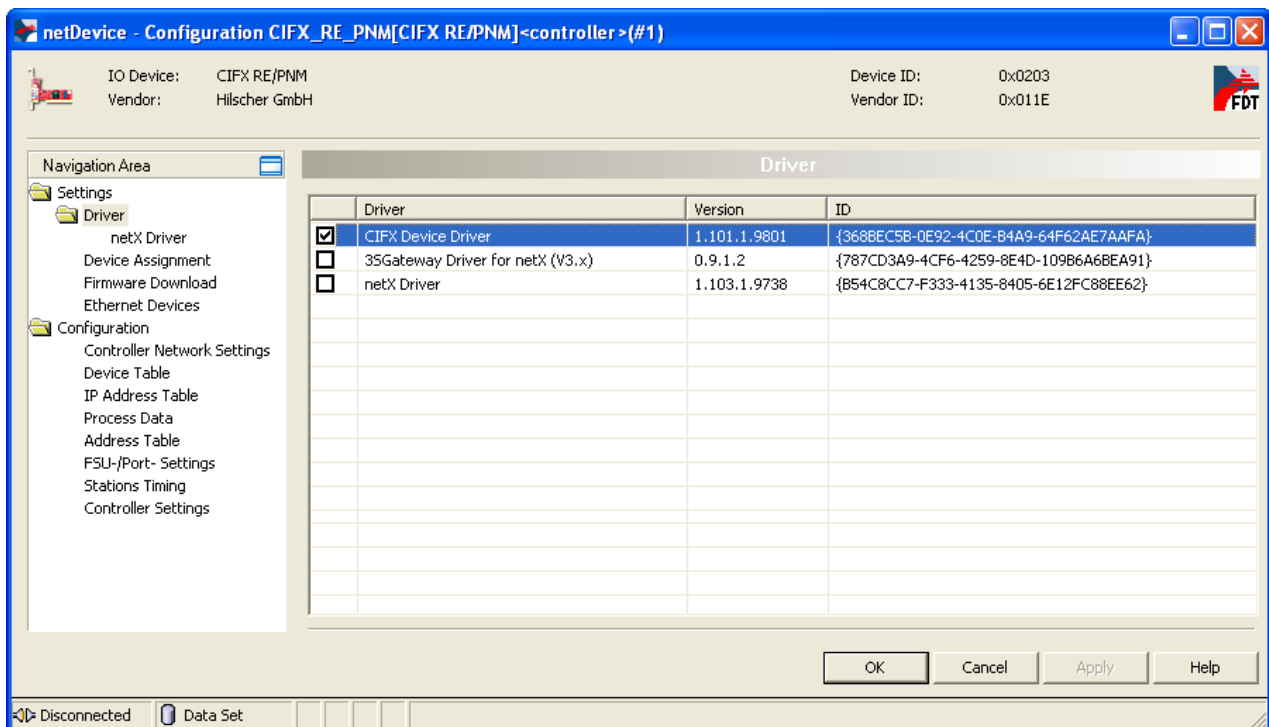 netDevice - Configuration CIFX_RE_PNM[CIFX RE/PNM]<controller>(#1)
IO Device: CIFX RE/PNM Device ID: 0x0203
Vendor: Hilscher GmbH Vendor ID: 0x011E
FDT
Navigation Area
Settings
Driver
netX Driver
Device Assignment
Firmware Download
Ethernet Devices
Configuration
Controller Network Settings
Device Table
IP Address Table
Process Data
Address Table
FSU-/Port- Settings
Stations Timing
Controller Settings
Driver
Driver Version ID
CIFX Device Driver 1.101.1.9801 {368BEC5B-0E92-4C0E-B4A9-64F62AE7AAFA}
3SGateway Driver for netX (V3.x) 0.9.1.2 {787CD3A9-4CF6-4259-8E4D-109B6A6BEA91}
netX Driver 1.103.1.9738 {B54C8CC7-F333-4135-8405-6E12FC88EE62}
OK Cancel Apply Help
Disconnected Data Set